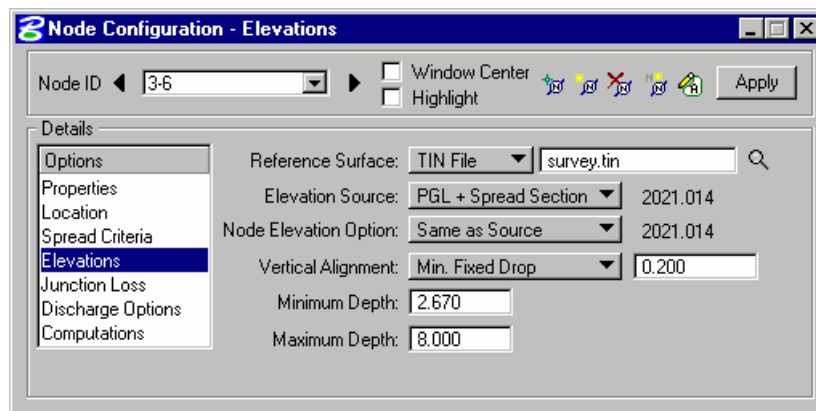 Node Configuration - Elevations
Node ID 3-6 Window Center Apply
Highlight
Details
Options
Properties
Location
Spread Criteria
Elevations
Junction Loss
Discharge Options
Computations
Reference Surface: TIN File survey.tin
Elevation Source: PGL + Spread Section 2021.014
Node Elevation Option: Same as Source 2021.014
Vertical Alignment: Min. Fixed Drop 0.200
Minimum Depth: 2.670
Maximum Depth: 8.000